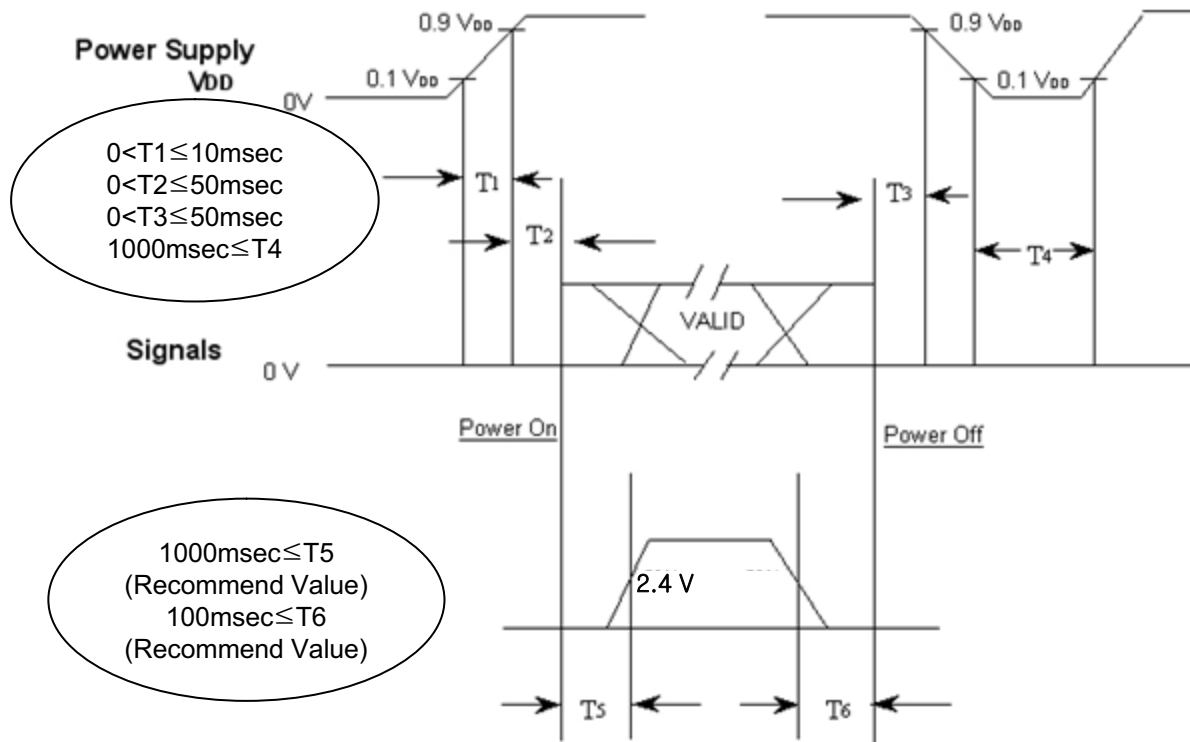 Power Supply
VDD
0.9 VDD
0.1 VDD
0V
0.9 VDD
0.1 VDD
0<T1≦10msec
0<T2≦50msec
0<T3≦50msec
1000msec≦T4
T1
T2
T3
T4
VALID
Signals
0 V
Power On
Power Off
1000msec≦T5
(Recommend Value)
100msec≦T6
(Recommend Value)
2.4 V
T5
T6